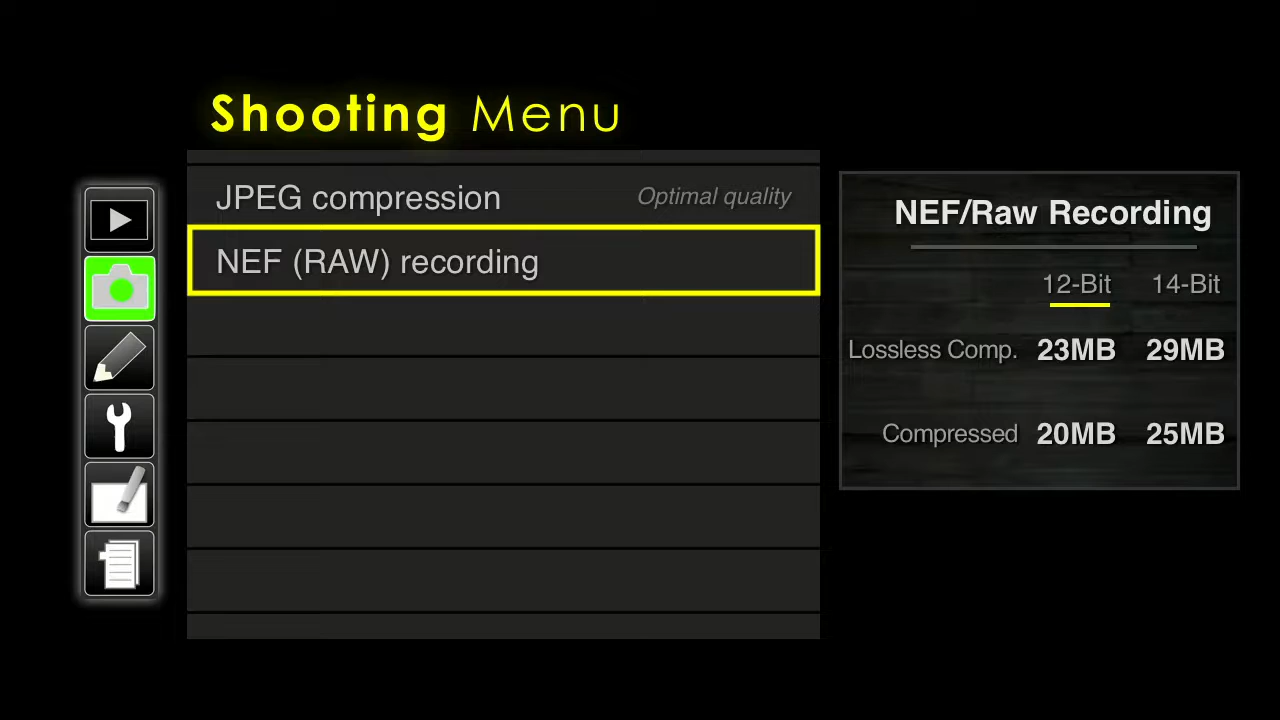 Shooting Menu
JPEG compression Optimal quality
NEF (RAW) recording
NEF/Raw Recording
12-Bit 14-Bit
Lossless Comp. 23MB 29MB
Compressed 20MB 25MB